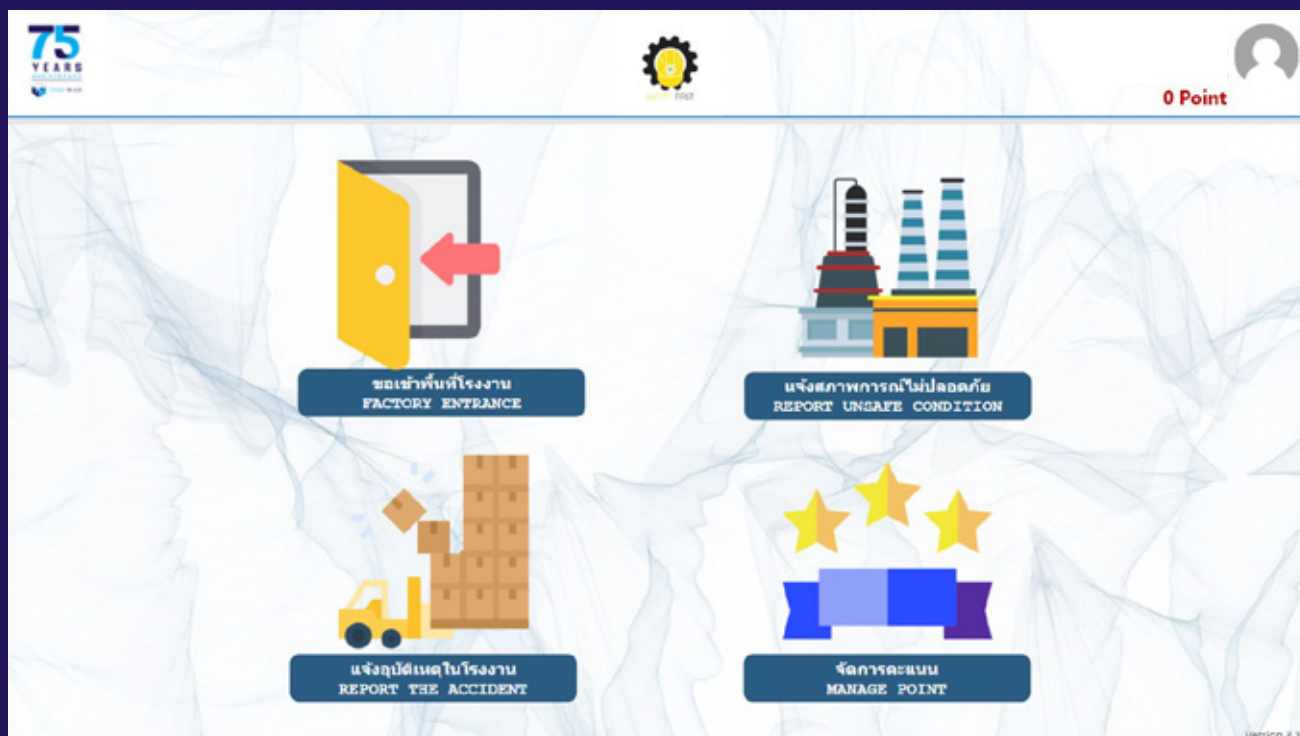 75
YEARS
0 Point
SAFETY FIRST
ขอเข้าพื้นที่โรงงาน
FACTORY ENTRANCE
แจ้งสภาพการณ์ไม่ปลอดภัย
REPORT UNSAFE CONDITION
แจ้งอุบัติเหตุในโรงงาน
REPORT THE ACCIDENT
จัดการคะแนน
MANAGE POINT